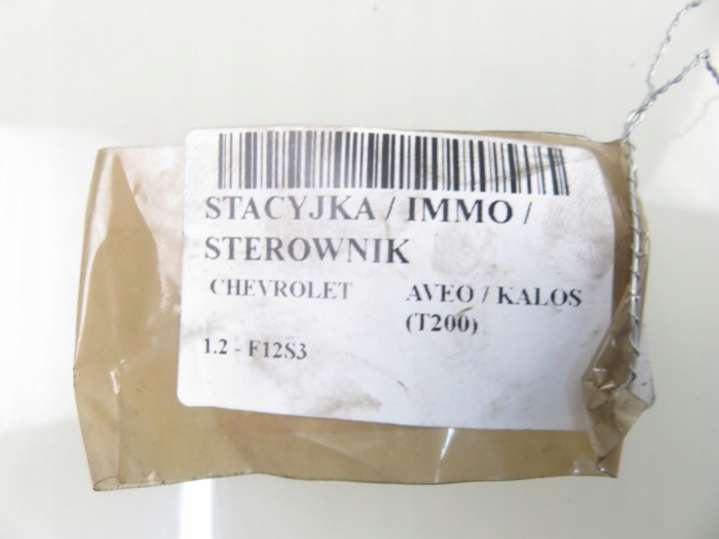 STACYJKA / IMMO /
STEROWNIK
CHEVROLET AVEO / KALOS
(T200)
1.2 - F12S3